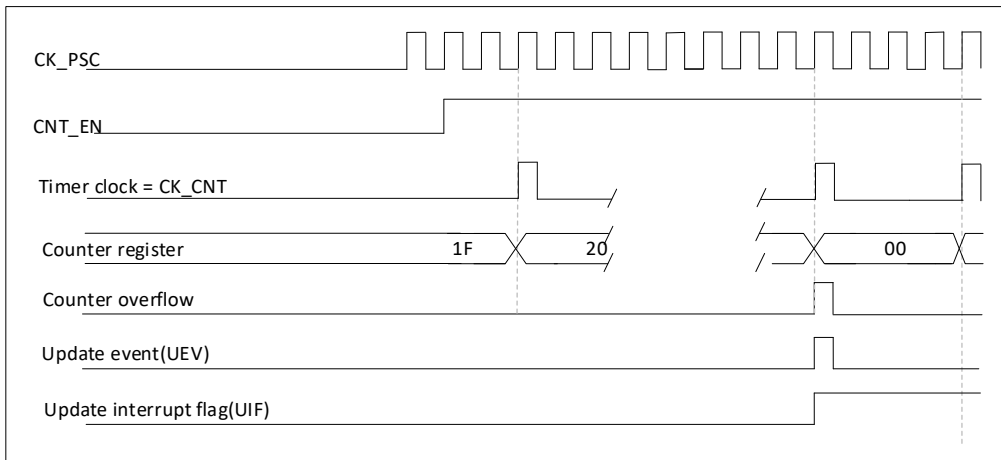 CK_PSC
CNT_EN
Timer clock = CK_CNT
Counter register
1F
20
00
Counter overflow
Update event(UEV)
Update interrupt flag(UIF)